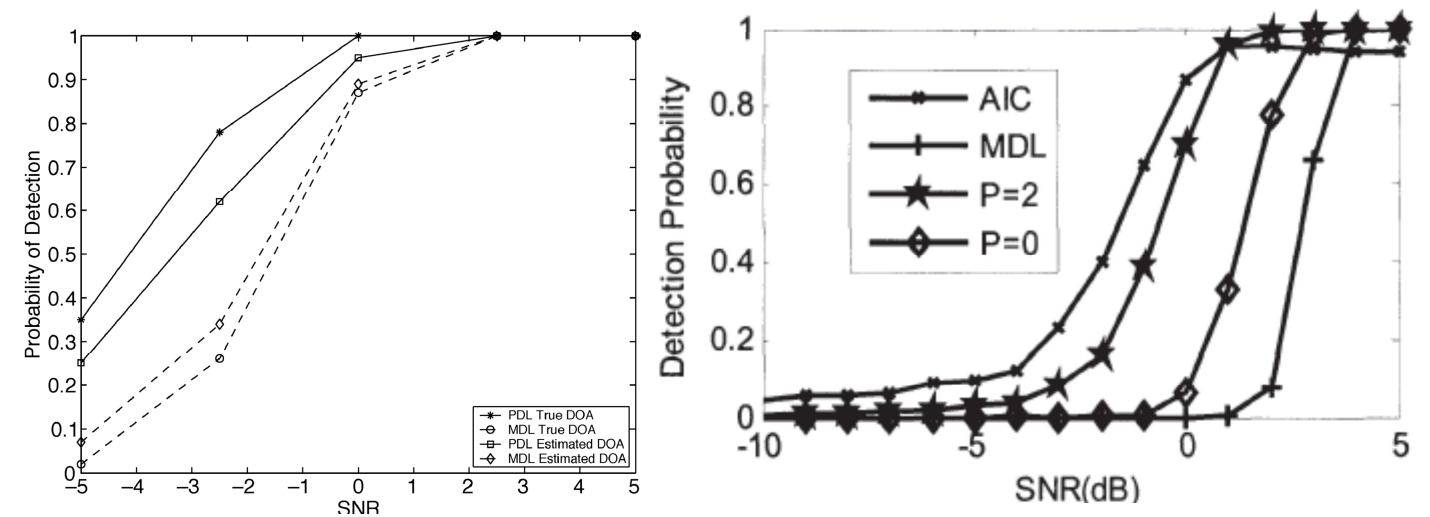 1
0.9
0.8
0.7
0.6
0.5
0.4
0.3
0.2
0.1
0
Probability of Detection
PDL True DOA
MDL True DOA
PDL Estimated DOA
MDL Estimated DOA
−5 −4 −3 −2 −1 0 1 2 3 4 5
SNR
1
0.8
0.6
0.4
0.2
0
Detection Probability
AIC
MDL
P=2
P=0
-10 -5 0 5
SNR(dB)